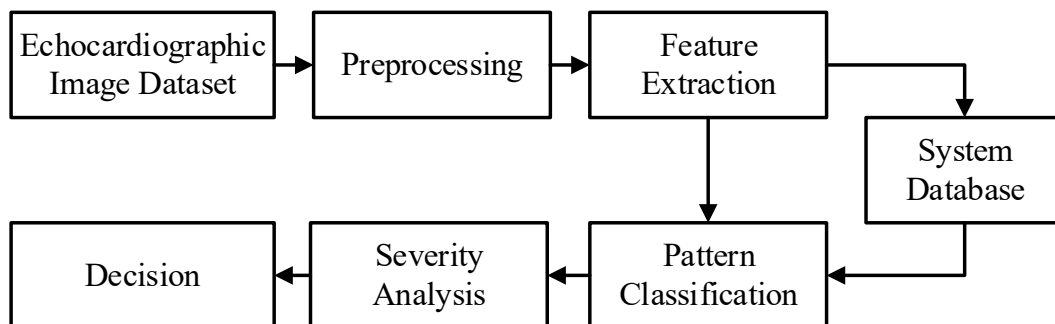 Echocardiographic
Image Dataset
Preprocessing
Feature
Extraction
System
Database
Pattern
Classification
Severity
Analysis
Decision